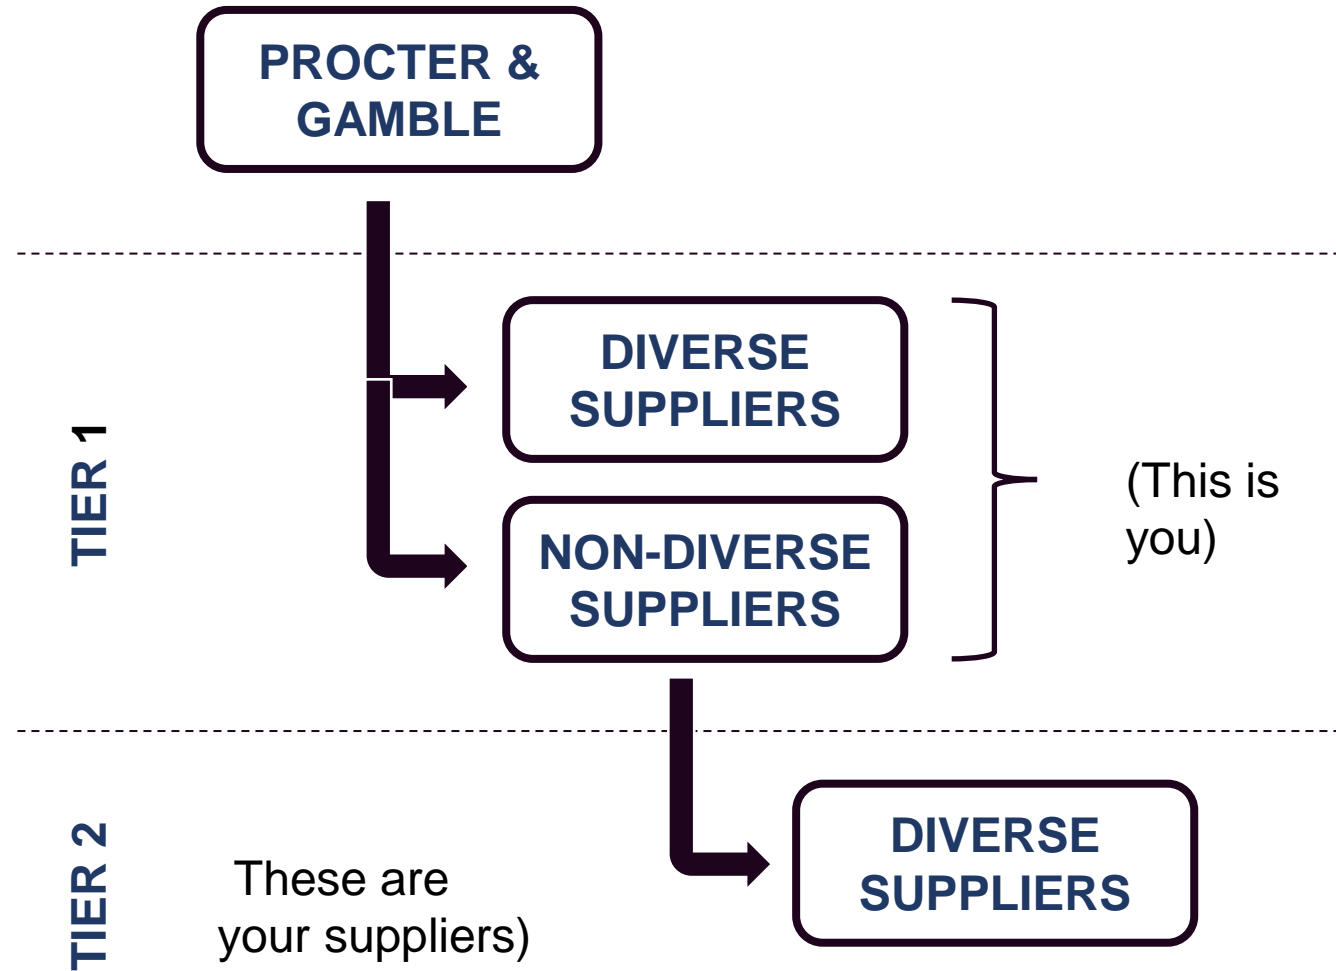 PROCTER &
GAMBLE
TIER 1
DIVERSE
SUPPLIERS
NON-DIVERSE
SUPPLIERS
(This is
you)
TIER 2
These are
your suppliers)
DIVERSE
SUPPLIERS